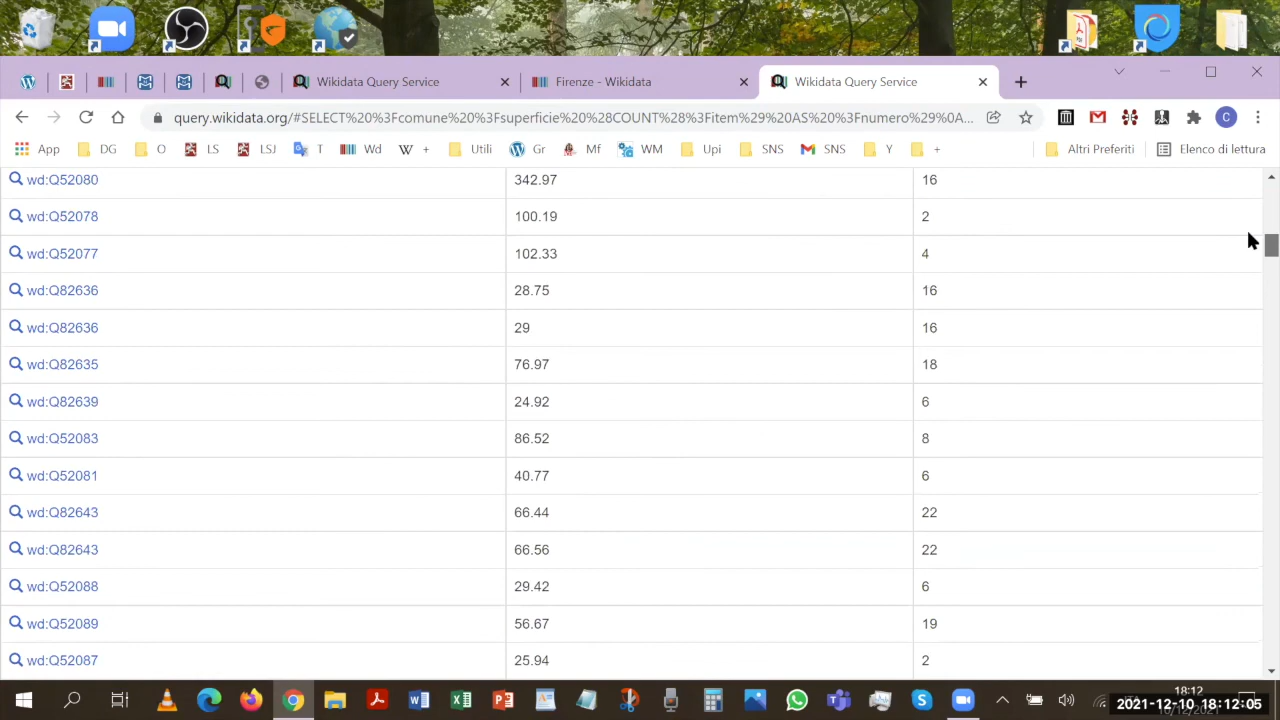 Wikidata Query Service
Firenze - Wikidata
Wikidata Query Service
query.wikidata.org/#SELECT%20%3Fcomune%20%3Fsuperficie%20%28COUNT%28%3Fitem%29%20AS%20%3Fnumero%29%0A...
C
App DG O LS LSJ T Wd + Utili Gr Mf WM Upi SNS SNS Y + Altri Preferiti Elenco di lettura
wd:Q52080 342.97 16
wd:Q52078 100.19 2
wd:Q52077 102.33 4
wd:Q82636 28.75 16
wd:Q82636 29 16
wd:Q82635 76.97 18
wd:Q82639 24.92 6
wd:Q52083 86.52 8
wd:Q52081 40.77 6
wd:Q82643 66.44 22
wd:Q82643 66.56 22
wd:Q52088 29.42 6
wd:Q52089 56.67 19
wd:Q52087 25.94 2
18:12
2021-12-10 18:12:05